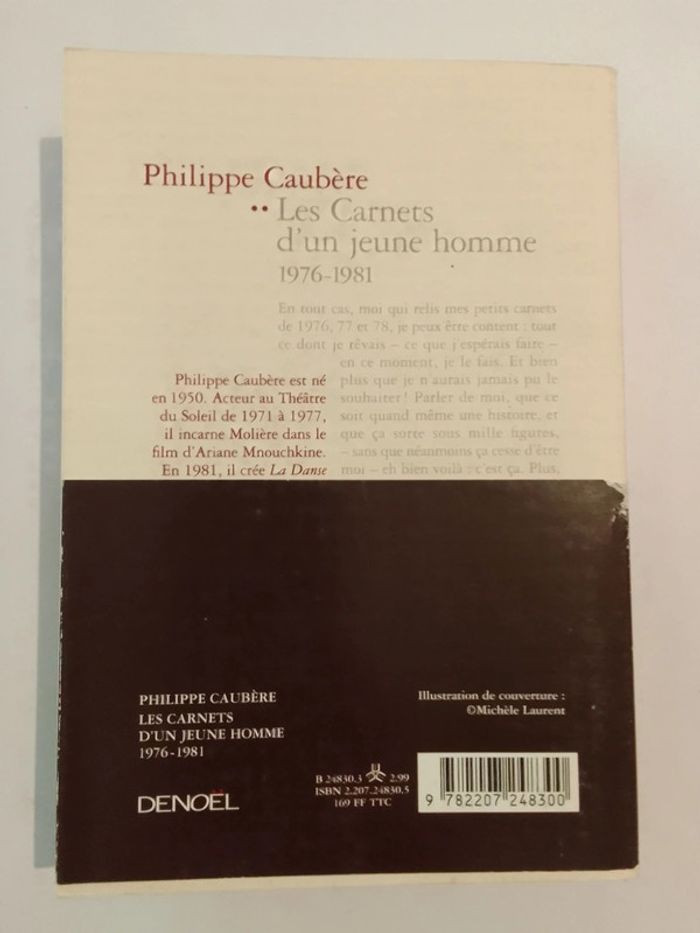 Philippe Caubère
•• Les Carnets
d'un jeune homme
1976-1981
En tout cas, moi qui relis mes petits carnets
de 1976, 77 et 78, je peux être content : tout
ce dont je rêvais – ce que j'espérais faire –
en ce moment, je le fais. Et bien
plus que je n'aurais jamais pu le
souhaiter ! Parler de moi, que ce
soit quand même une histoire, et
que ça sorte sous mille figures,
– sans que néanmoins ça cesse d'être
moi – eh bien voilà : c'est ça. Plus,
Philippe Caubère est né
en 1950. Acteur au Théâtre
du Soleil de 1971 à 1977,
il incarne Molière dans le
film d'Ariane Mnouchkine.
En 1981, il crée La Danse
PHILIPPE CAUBÈRE
LES CARNETS
D'UN JEUNE HOMME
1976-1981
DENOËL
Illustration de couverture :
©Michèle Laurent
B 24830.3 2.99
ISBN 2.207.24830.5
169 FF TTC
9 782207 248300